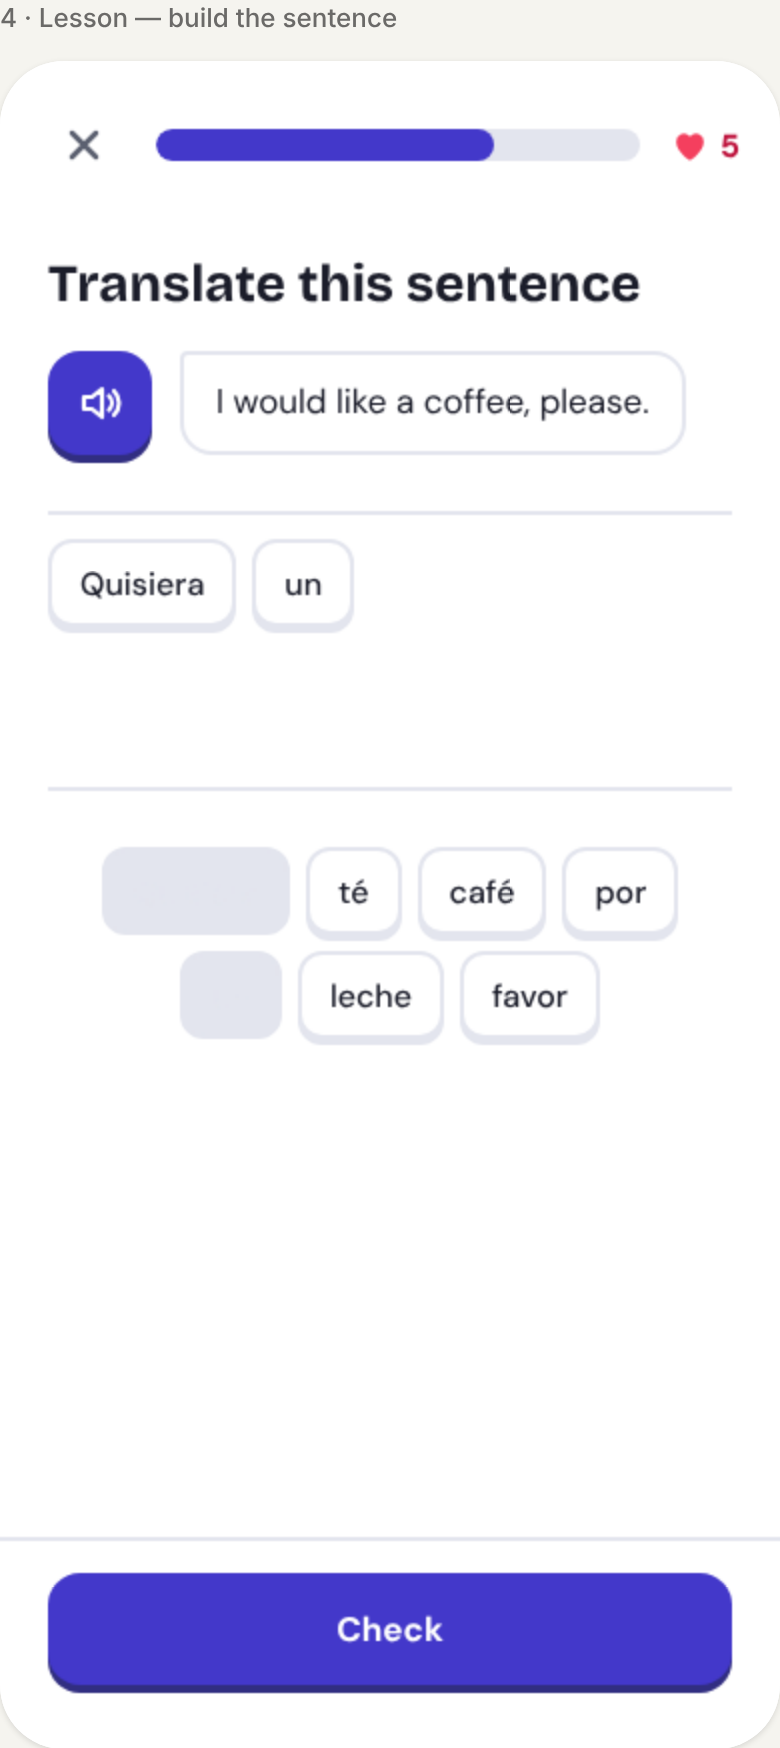 4 · Lesson — build the sentence
5
Translate this sentence
I would like a coffee, please.
Quisiera un
té café por
leche favor
Check